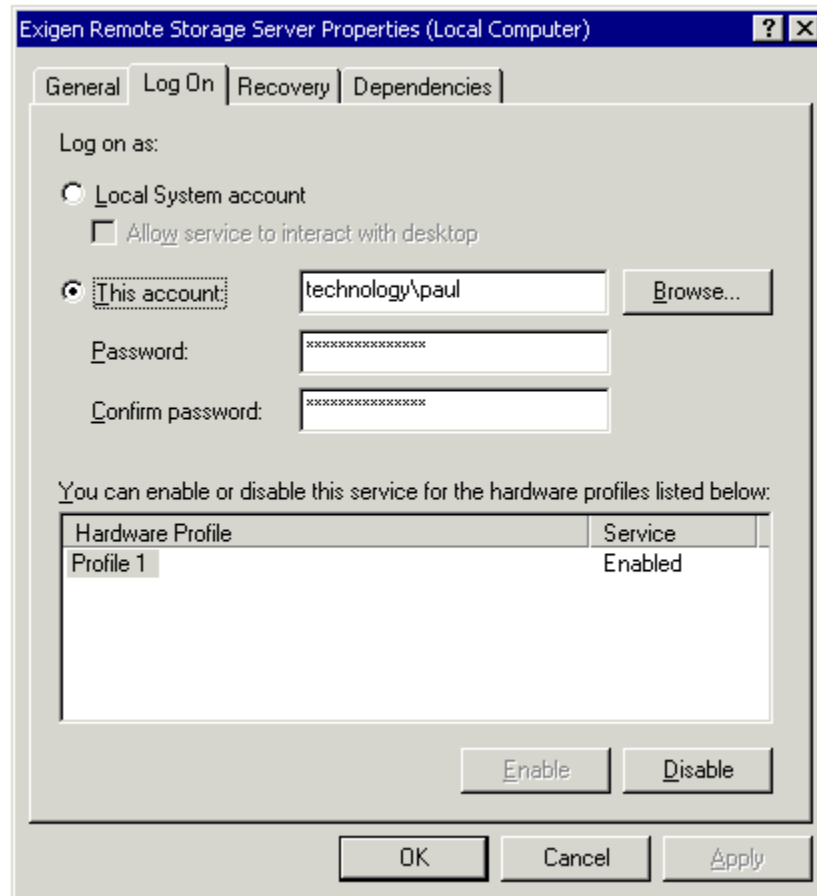 Exigen Remote Storage Server Properties (Local Computer) ? X
General Log On Recovery Dependencies
Log on as:
Local System account
Allow service to interact with desktop
This account: technology\paul Browse...
Password: ***************
Confirm password: ***************
You can enable or disable this service for the hardware profiles listed below:
Hardware Profile Service
Profile 1 Enabled
Enable Disable
OK Cancel Apply